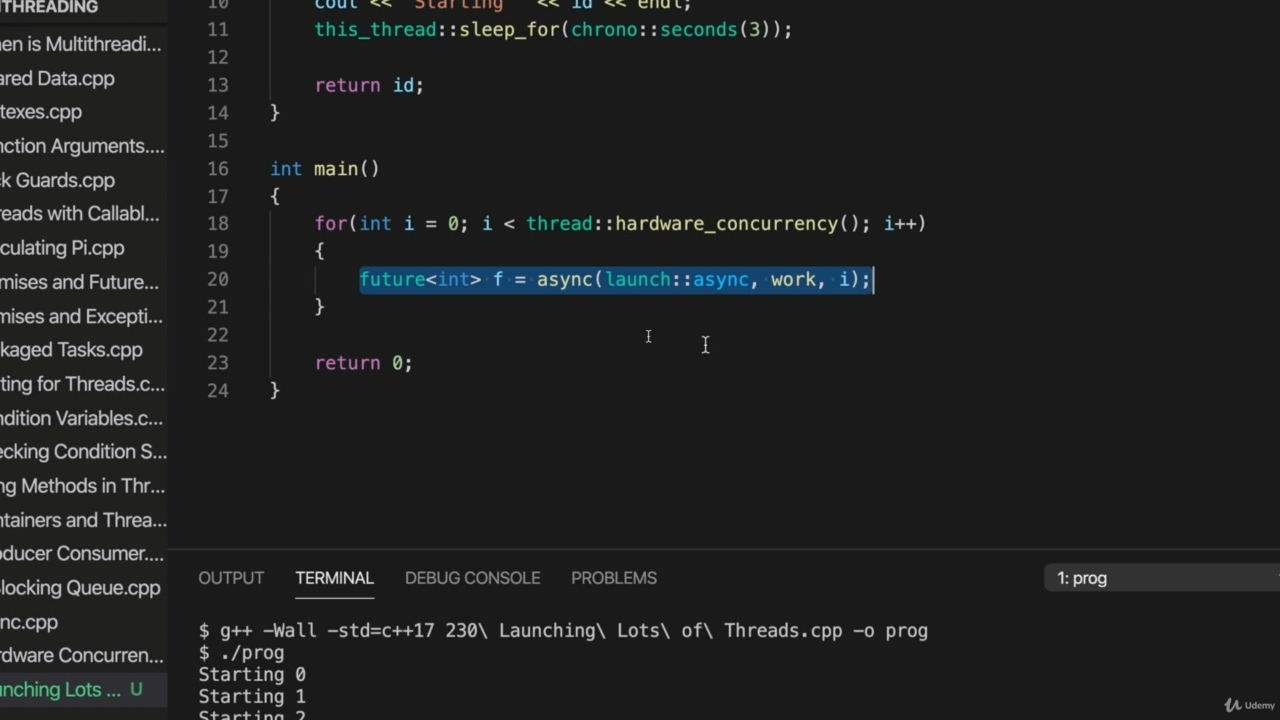 THREADING
en is Multithreadi...
ared Data.cpp
texes.cpp
nction Arguments....
k Guards.cpp
reads with Callabl...
culating Pi.cpp
mises and Future...
mises and Excepti...
kaged Tasks.cpp
ting for Threads.c...
ndition Variables.c...
ecking Condition S...
ng Methods in Thr...
ntainers and Threa...
oducer Consumer....
locking Queue.cpp
nc.cpp
rdware Concurren...
unching Lots ... U
10 cout << "Starting " << id << endl;
11 this_thread::sleep_for(chrono::seconds(3));
12
13 return id;
14 }
15
16 int main()
17 {
18 for(int i = 0; i < thread::hardware_concurrency(); i++)
19 {
20 future<int> f = async(launch::async, work, i);
21 }
22
23 return 0;
24 }
OUTPUT TERMINAL DEBUG CONSOLE PROBLEMS 1: prog
$ g++ -Wall -std=c++17 230\ Launching\ Lots\ of\ Threads.cpp -o prog
$ ./prog
Starting 0
Starting 1
Starting 2
Udemy